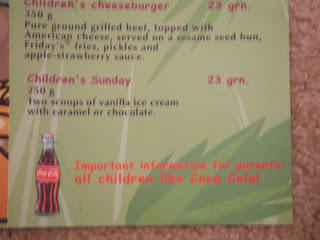 Children's cheeseburger 23 grn.
350 g
Pure ground grilled beef, topped with
American cheese, served on a sesame seed bun,
Friday's® fries, pickles and
apple-strawberry sauce.
Children's Sunday 23 grn.
250 g
Two scoops of vanilla ice cream
with caramel or chocolate.
Important information for parents:
all children like Coca Cola!
Coca-Cola